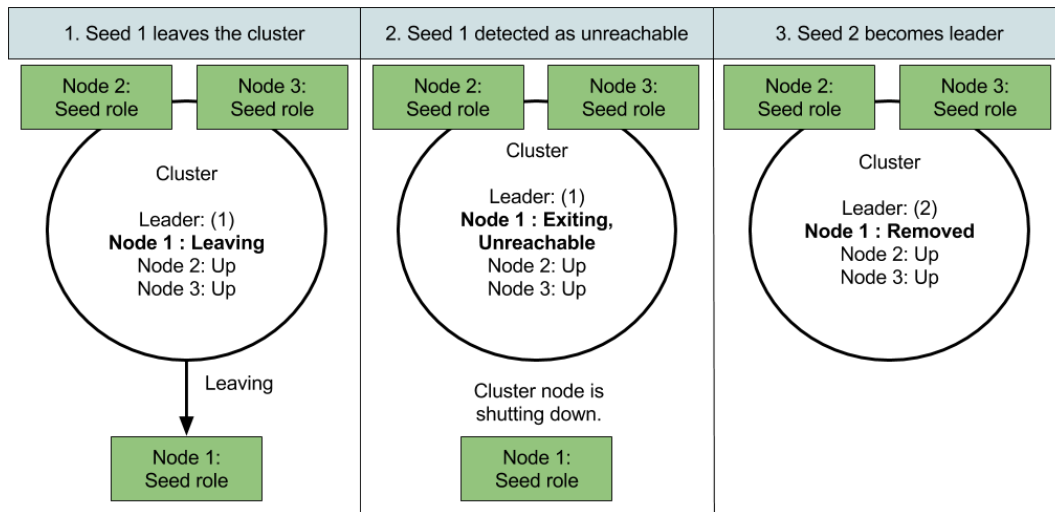 1. Seed 1 leaves the cluster
2. Seed 1 detected as unreachable
3. Seed 2 becomes leader
Node 2:
Seed role
Node 3:
Seed role
Cluster
Leader: (1)
Node 1 : Leaving
Node 2: Up
Node 3: Up
Leaving
Node 1:
Seed role
Node 2:
Seed role
Node 3:
Seed role
Cluster
Leader: (1)
Node 1 : Exiting,
Unreachable
Node 2: Up
Node 3: Up
Cluster node is
shutting down.
Node 1:
Seed role
Node 2:
Seed role
Node 3:
Seed role
Cluster
Leader: (2)
Node 1 : Removed
Node 2: Up
Node 3: Up